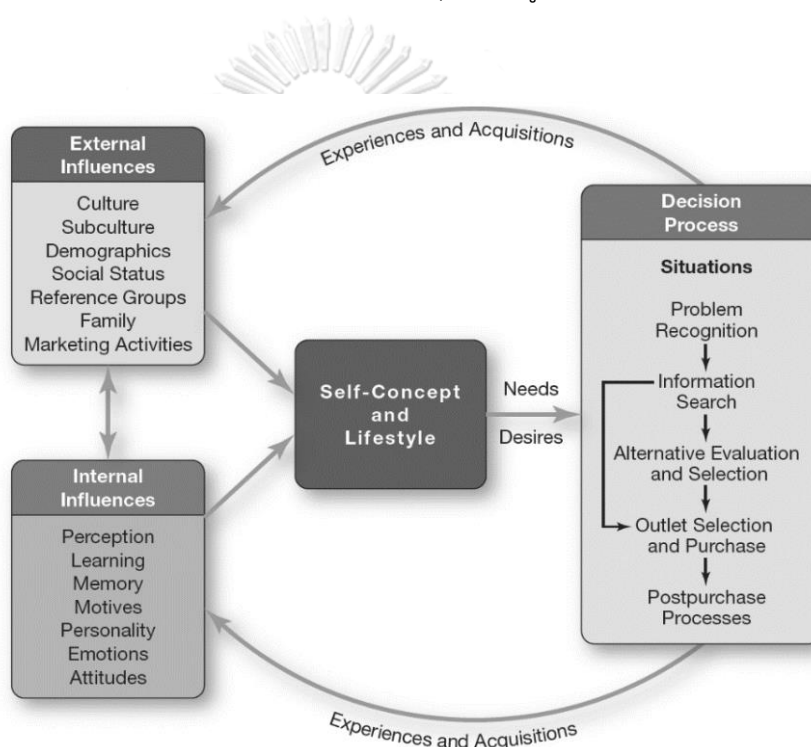 Experiences and Acquisitions
External
Influences
Culture
Subculture
Demographics
Social Status
Reference Groups
Family
Marketing Activities
Internal
Influences
Perception
Learning
Memory
Motives
Personality
Emotions
Attitudes
Self-Concept
and
Lifestyle
Needs
Desires
Decision
Process
Situations
Problem
Recognition
Information
Search
Alternative Evaluation
and Selection
Outlet Selection
and Purchase
Postpurchase
Processes
Experiences and Acquisitions